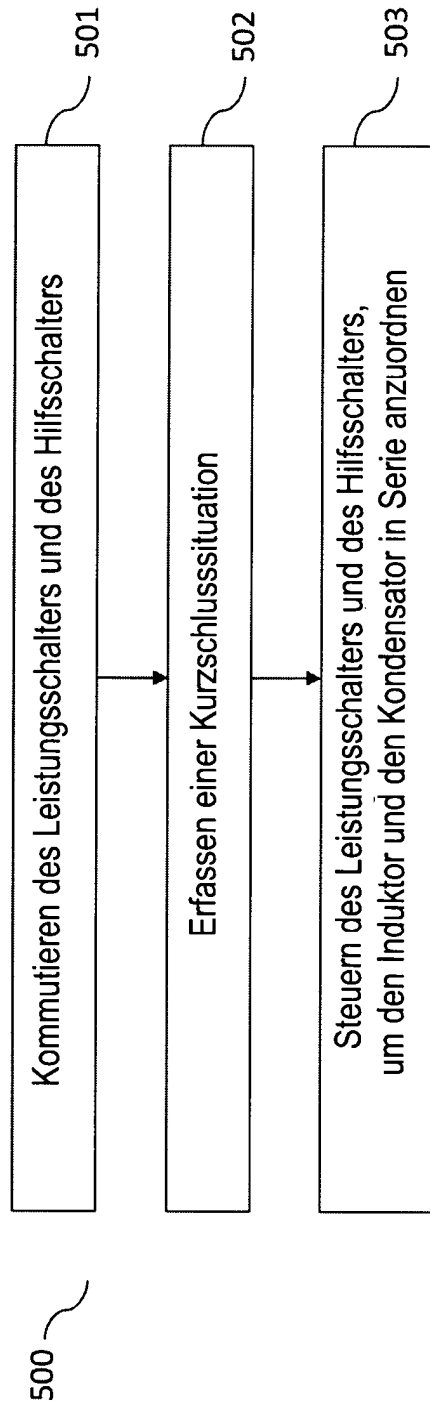 500
Kommutieren des Leistungsschalters und des Hilfsschalters
501
Erfassen einer Kurzschlusssituation
502
Steuern des Leistungsschalters und des Hilfsschalters,
um den Induktor und den Kondensator in Serie anzuordnen
503